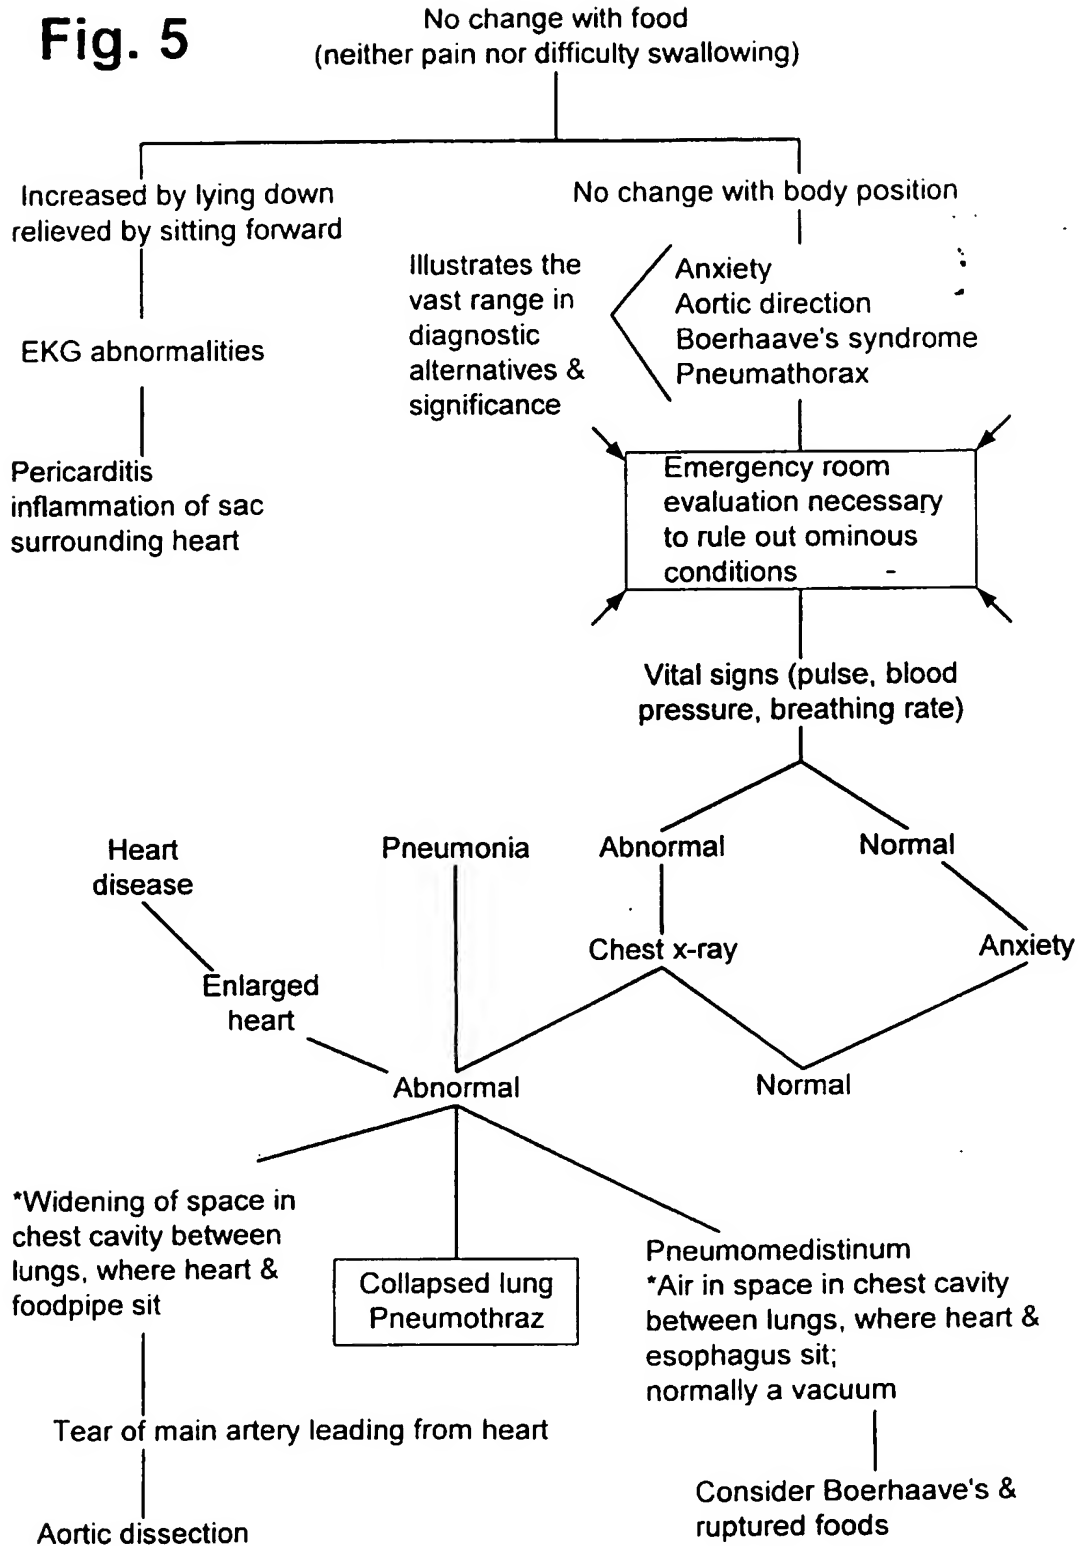 Fig. 5
No change with food
(neither pain nor difficulty swallowing)
Increased by lying down
relieved by sitting forward
EKG abnormalities
Pericarditis
inflammation of sac
surrounding heart
No change with body position
Illustrates the
vast range in
diagnostic
alternatives &
significance
Anxiety
Aortic direction
Boerhaave's syndrome
Pneumathorax
Emergency room
evaluation necessary
to rule out ominous
conditions
Vital signs (pulse, blood
pressure, breathing rate)
Heart
disease
Pneumonia
Abnormal
Normal
Chest x-ray
Anxiety
Enlarged
heart
Abnormal
Normal
*Widening of space in
chest cavity between
lungs, where heart &
foodpipe sit
Tear of main artery leading from heart
Aortic dissection
Collapsed lung
Pneumothraz
Pneumomedistinum
*Air in space in chest cavity
between lungs, where heart &
esophagus sit;
normally a vacuum
Consider Boerhaave's &
ruptured foods